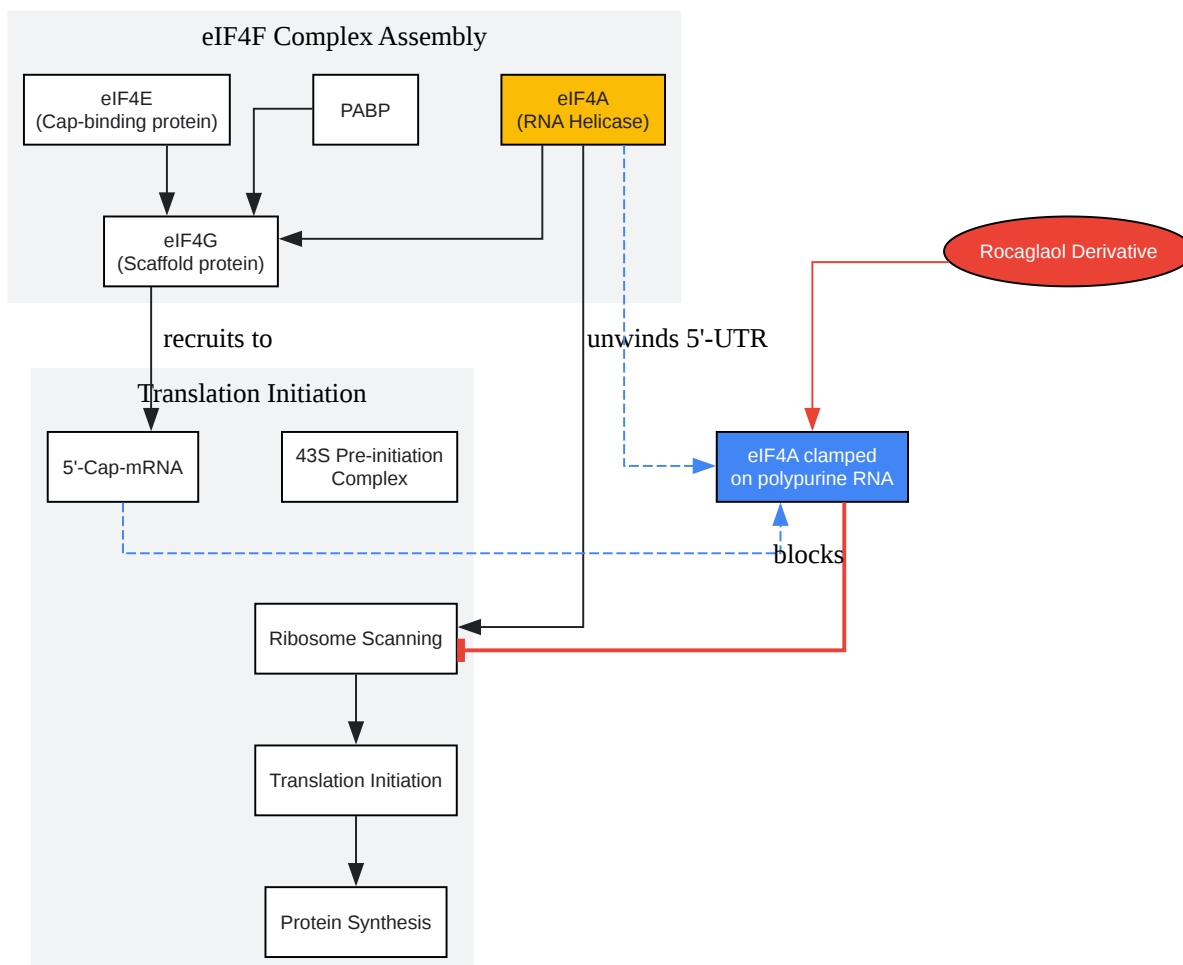 eIF4F Complex Assembly
eIF4E
(Cap-binding protein)
PABP
eIF4A
(RNA Helicase)
eIF4G
(Scaffold protein)
Rocaglaol Derivative
recruits to
unwinds 5'-UTR
Translation Initiation
5'-Cap-mRNA
43S Pre-initiation
Complex
eIF4A clamped
on polypurine RNA
blocks
Ribosome Scanning
Translation Initiation
Protein Synthesis